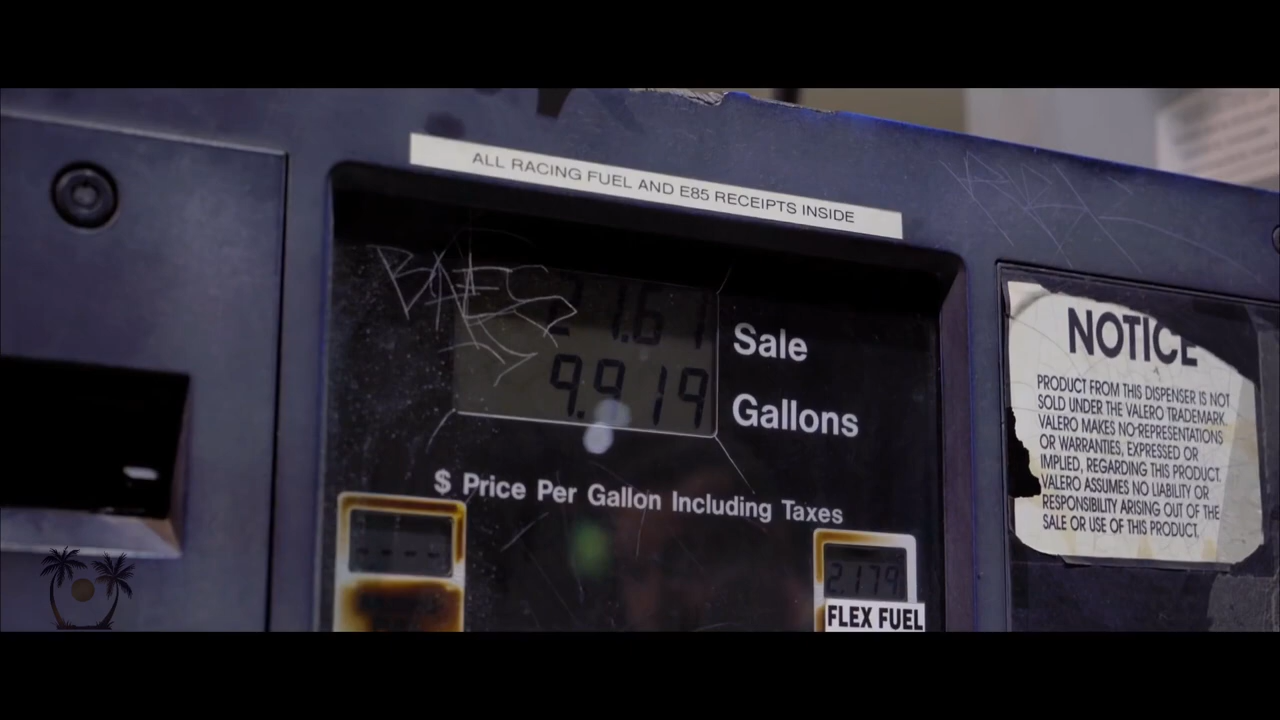 ALL RACING FUEL AND E85 RECEIPTS INSIDE
Sale
9.919
Gallons
$ Price Per Gallon Including Taxes
2.179
FLEX FUEL
NOTICE
PRODUCT FROM THIS DISPENSER IS NOT
SOLD UNDER THE VALERO TRADEMARK.
VALERO MAKES NO REPRESENTATIONS
OR WARRANTIES, EXPRESSED OR
IMPLIED, REGARDING THIS PRODUCT.
VALERO ASSUMES NO LIABILITY OR
RESPONSIBILITY ARISING OUT OF THE
SALE OR USE OF THIS PRODUCT.